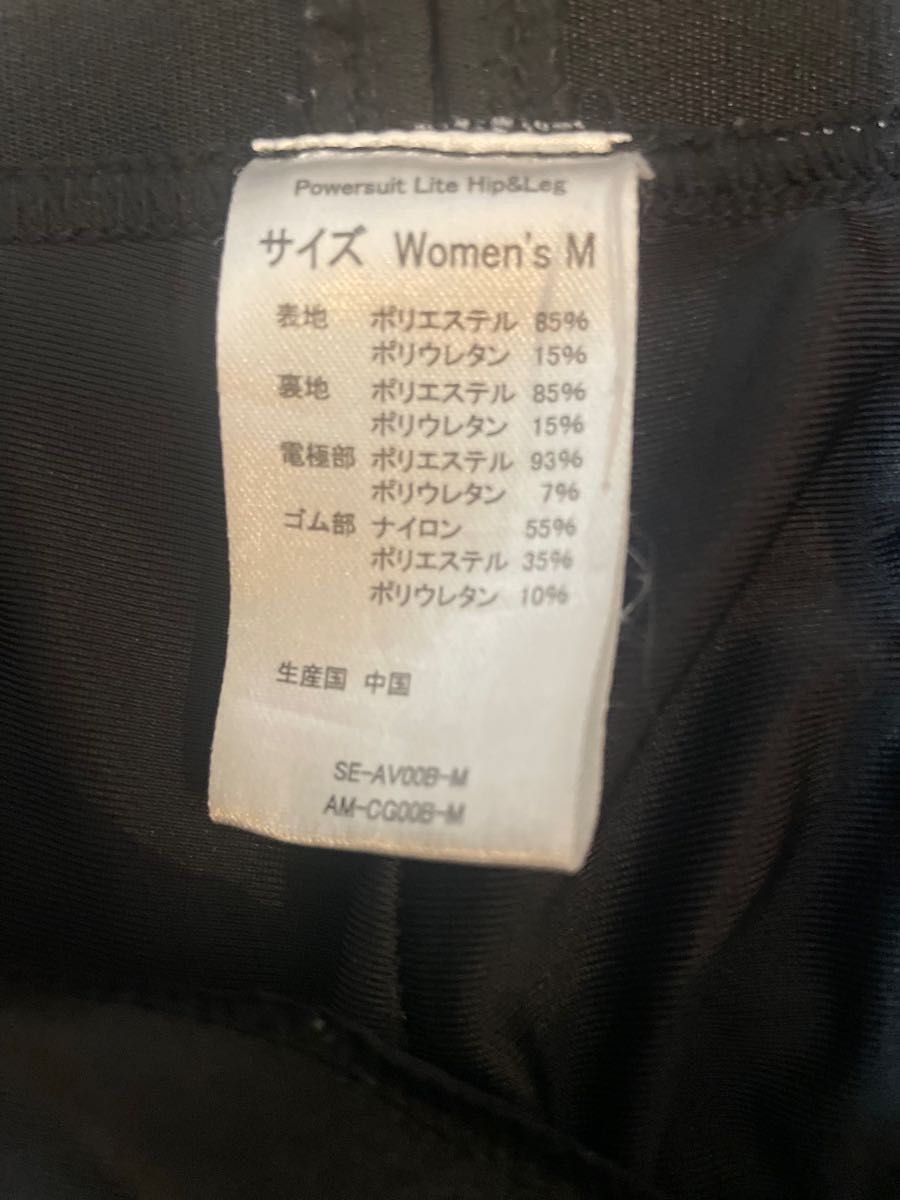 Powersuit Lite Hip&Leg
サイズ Women's M
表地 ポリエステル 85%
ポリウレタン 15%
裏地 ポリエステル 85%
ポリウレタン 15%
電極部 ポリエステル 93%
ポリウレタン 7%
ゴム部 ナイロン 55%
ポリエステル 35%
ポリウレタン 10%
生産国 中国
SE-AV00B-M
AM-CG00B-M